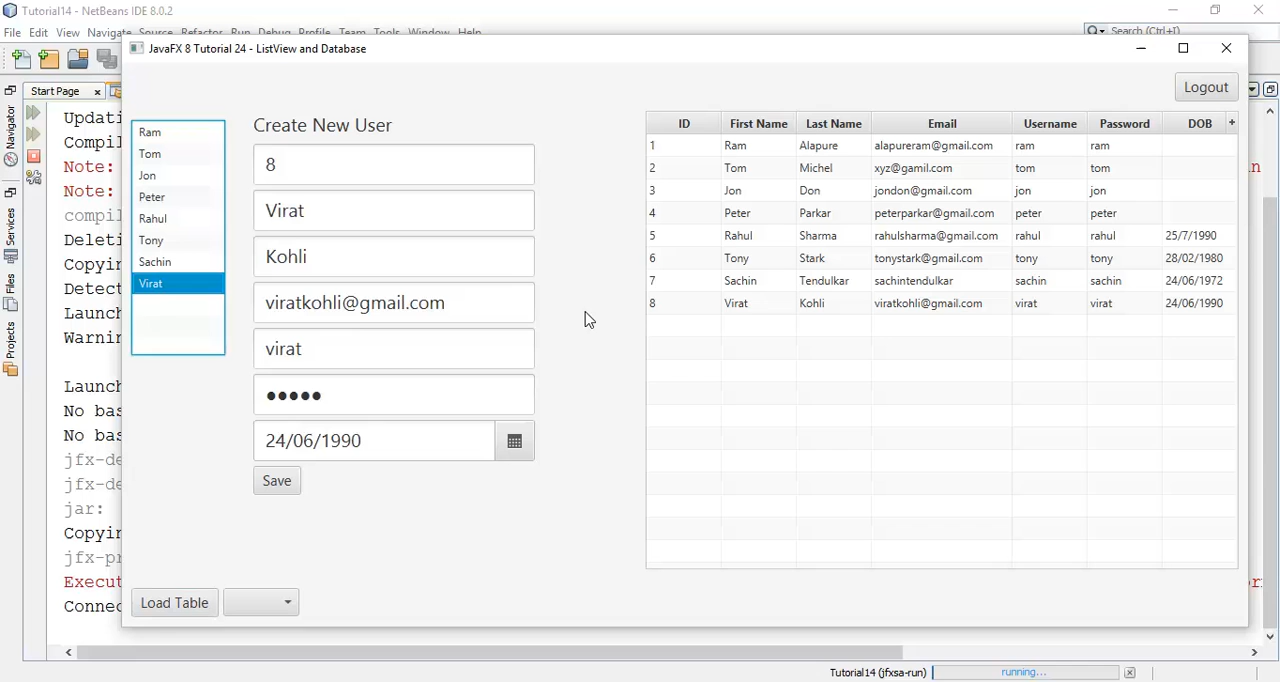 Tutorial14 - NetBeans IDE 8.0.2
File Edit View Navigate Source Refactor Run Debug Profile Team Tools Window Help
Search (Ctrl+I)
JavaFX 8 Tutorial 24 - ListView and Database
Start Page
Logout
Navigator
Services
Files
Projects
Updati
Compil
Note:
Note:
compil
Deleti
Copyin
Detect
Launch
Warnin
Launch
No bas
No bas
jfx-de
jfx-de
jar:
Copyin
jfx-pr
Execut
Connec
Ram
Tom
Jon
Peter
Rahul
Tony
Sachin
Virat
Create New User
8
Virat
Kohli
viratkohli@gmail.com
virat
●●●●●
24/06/1990
Save
Load Table
ID First Name Last Name Email Username Password DOB +
1 Ram Alapure alapureram@gmail.com ram ram
2 Tom Michel xyz@gamil.com tom tom
3 Jon Don jondon@gmail.com jon jon
4 Peter Parkar peterparkar@gmail.com peter peter
5 Rahul Sharma rahulsharma@gmail.com rahul rahul 25/7/1990
6 Tony Stark tonystark@gmail.com tony tony 28/02/1980
7 Sachin Tendulkar sachintendulkar sachin sachin 24/06/1972
8 Virat Kohli viratkohli@gmail.com virat virat 24/06/1990
Tutorial14 (jfxsa-run) running...